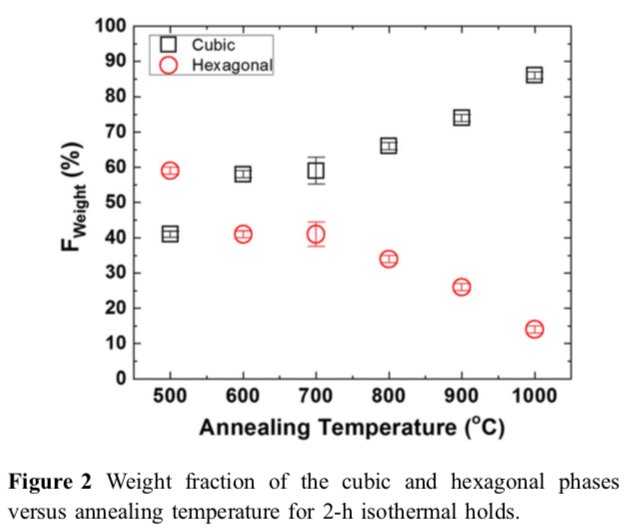 100
90
80
70
60
50
40
30
20
10
0
F_Weight (%)
Cubic
Hexagonal
500 600 700 800 900 1000
Annealing Temperature (°C)
Figure 2 Weight fraction of the cubic and hexagonal phases
versus annealing temperature for 2-h isothermal holds.